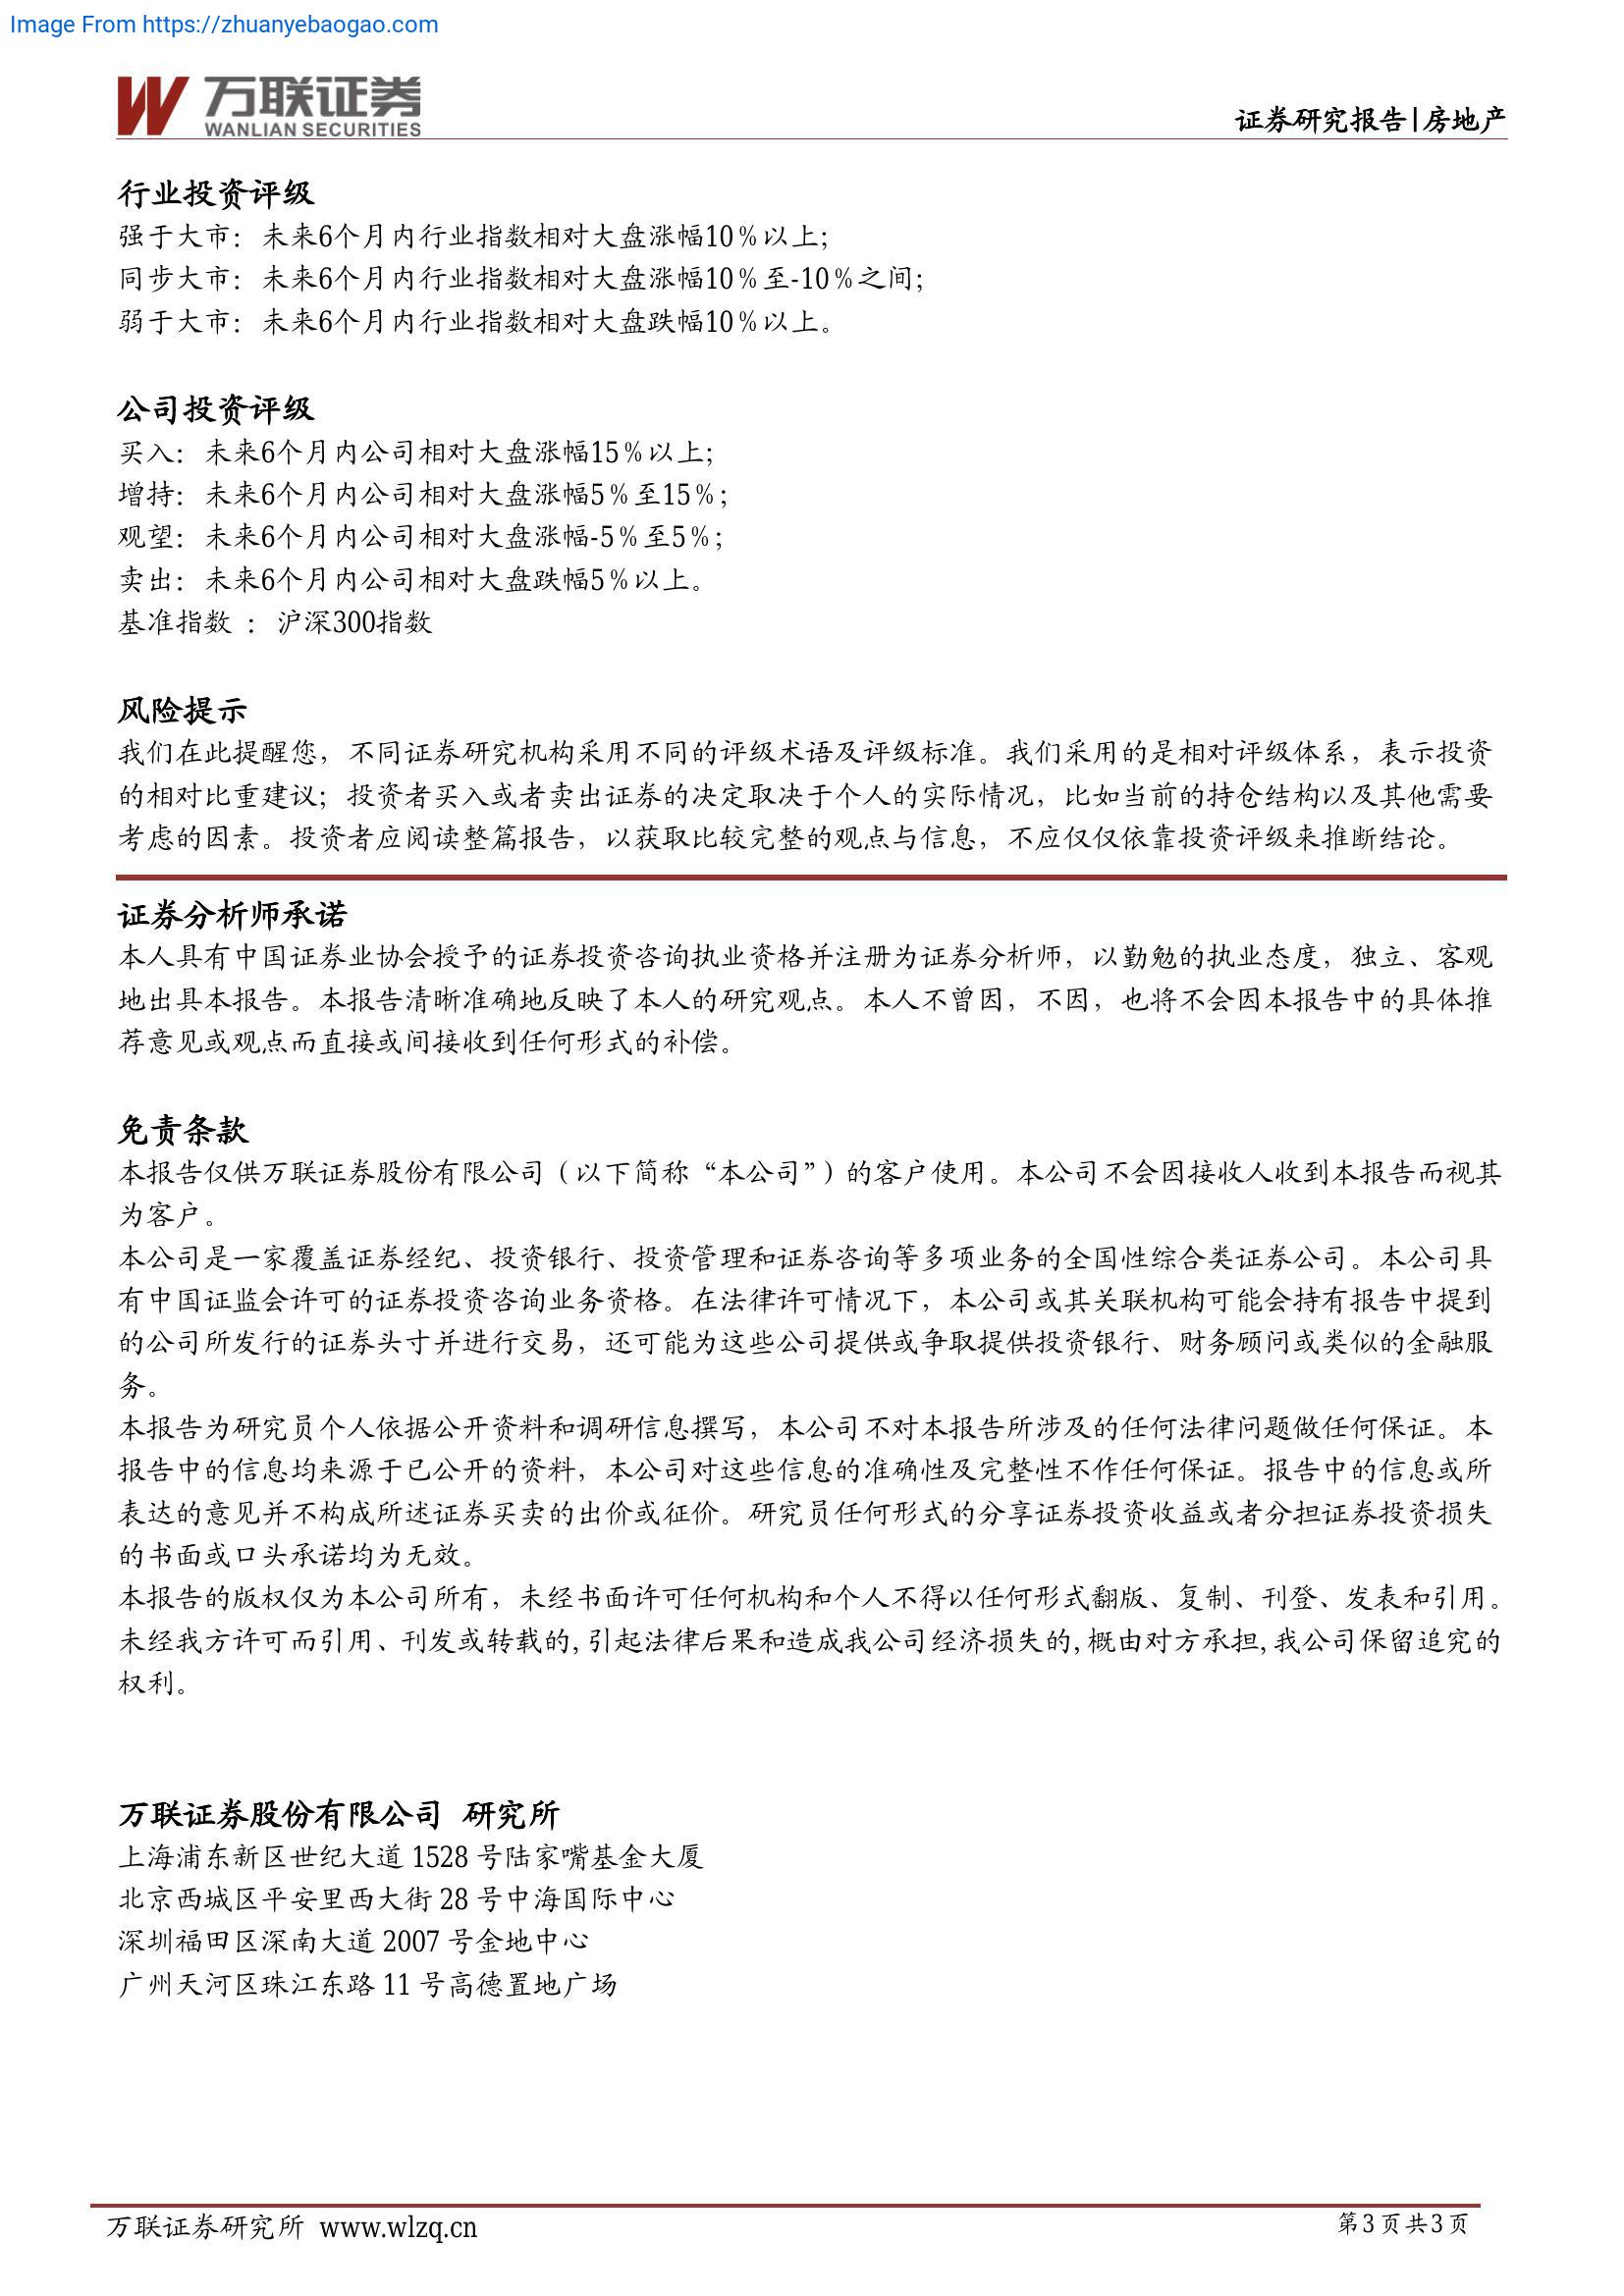 Image From https://zhuanyebaogao.com
万联证券
WANLIAN SECURITIES
证券研究报告|房地产
行业投资评级
强于大市：未来6个月内行业指数相对大盘涨幅10％以上；
同步大市：未来6个月内行业指数相对大盘涨幅10％至-10％之间；
弱于大市：未来6个月内行业指数相对大盘跌幅10％以上。
公司投资评级
买入：未来6个月内公司相对大盘涨幅15％以上；
增持：未来6个月内公司相对大盘涨幅5％至15％；
观望：未来6个月内公司相对大盘涨幅-5％至5％；
卖出：未来6个月内公司相对大盘跌幅5％以上。
基准指数 ： 沪深300指数
风险提示
我们在此提醒您，不同证券研究机构采用不同的评级术语及评级标准。我们采用的是相对评级体系，表示投资
的相对比重建议；投资者买入或者卖出证券的决定取决于个人的实际情况，比如当前的持仓结构以及其他需要
考虑的因素。投资者应阅读整篇报告，以获取比较完整的观点与信息，不应仅仅依靠投资评级来推断结论。
证券分析师承诺
本人具有中国证券业协会授予的证券投资咨询执业资格并注册为证券分析师，以勤勉的执业态度，独立、客观
地出具本报告。本报告清晰准确地反映了本人的研究观点。本人不曾因，不因，也将不会因本报告中的具体推
荐意见或观点而直接或间接收到任何形式的补偿。
免责条款
本报告仅供万联证券股份有限公司（以下简称“本公司”）的客户使用。本公司不会因接收人收到本报告而视其
为客户。
本公司是一家覆盖证券经纪、投资银行、投资管理和证券咨询等多项业务的全国性综合类证券公司。本公司具
有中国证监会许可的证券投资咨询业务资格。在法律许可情况下，本公司或其关联机构可能会持有报告中提到
的公司所发行的证券头寸并进行交易，还可能为这些公司提供或争取提供投资银行、财务顾问或类似的金融服
务。
本报告为研究员个人依据公开资料和调研信息撰写，本公司不对本报告所涉及的任何法律问题做任何保证。本
报告中的信息均来源于已公开的资料，本公司对这些信息的准确性及完整性不作任何保证。报告中的信息或所
表达的意见并不构成所述证券买卖的出价或征价。研究员任何形式的分享证券投资收益或者分担证券投资损失
的书面或口头承诺均为无效。
本报告的版权仅为本公司所有，未经书面许可任何机构和个人不得以任何形式翻版、复制、刊登、发表和引用。
未经我方许可而引用、刊发或转载的,引起法律后果和造成我公司经济损失的,概由对方承担,我公司保留追究的
权利。
万联证券股份有限公司 研究所
上海浦东新区世纪大道 1528 号陆家嘴基金大厦
北京西城区平安里西大街 28 号中海国际中心
深圳福田区深南大道 2007 号金地中心
广州天河区珠江东路 11 号高德置地广场
万联证券研究所 www.wlzq.cn
第3页共3页